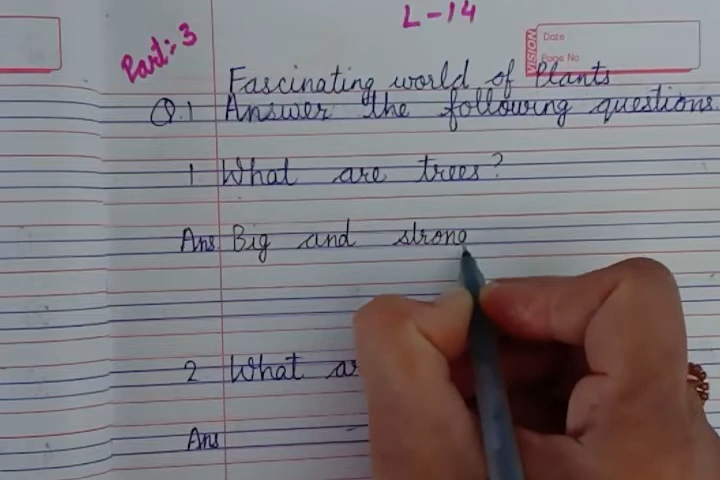 L-14
Part:-3
VISION
Date
Page No
Fascinating world of Plants
Q.1 Answer the following questions
1 What are trees?
Ans Big and strong
2 What ar
Ans